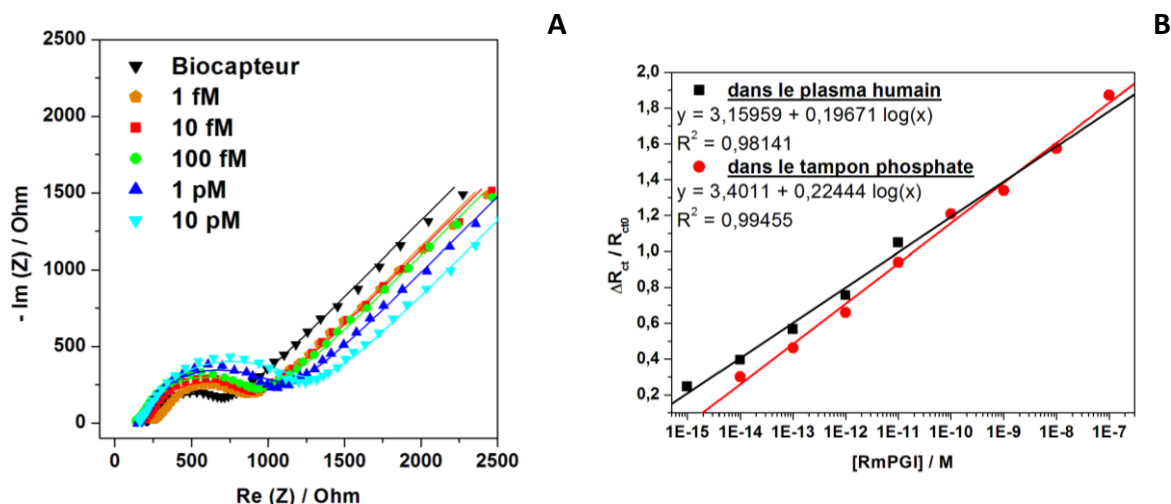 A
2500
2000
1500
1000
500
0
- Im (Z) / Ohm
Biocapteur
1 fM
10 fM
100 fM
1 pM
10 pM
0 500 1000 1500 2000 2500
Re (Z) / Ohm
B
2,0
1,8
1,6
1,4
1,2
1,0
0,8
0,6
0,4
0,2
ΔRct / Rct0
dans le plasma humain
y = 3,15959 + 0,19671 log(x)
R² = 0,98141
dans le tampon phosphate
y = 3,4011 + 0,22444 log(x)
R² = 0,99455
1E-15 1E-14 1E-13 1E-12 1E-11 1E-10 1E-9 1E-8 1E-7
[RmPGI] / M